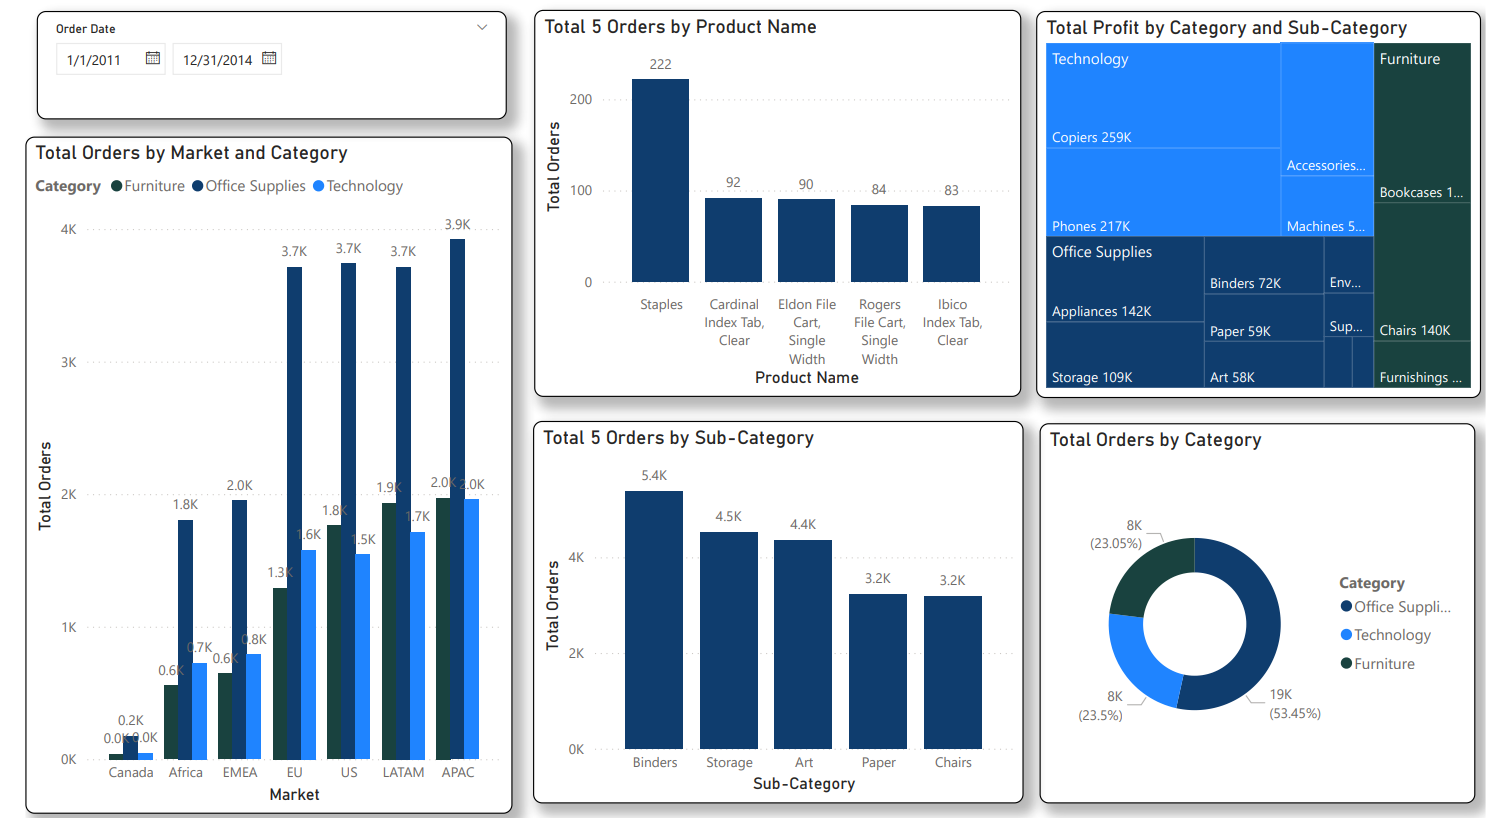 Order Date
1/1/2011
12/31/2014
Total Orders by Market and Category
Category Furniture Office Supplies Technology
Total Orders
4K
3K
2K
1K
0K
0.0K 0.2K 0.0K
0.6K 1.8K 0.7K
0.6K 2.0K 0.8K
1.3K 3.7K 1.6K
1.8K 3.7K 1.5K
1.9K 3.7K 1.7K
2.0K 3.9K 2.0K
Canada Africa EMEA EU US LATAM APAC
Market
Total 5 Orders by Product Name
Total Orders
200
100
0
222
92
90
84
83
Staples
Cardinal
Index Tab,
Clear
Eldon File
Cart,
Single
Width
Rogers
File Cart,
Single
Width
Ibico
Index Tab,
Clear
Product Name
Total Profit by Category and Sub-Category
Technology
Copiers 259K
Phones 217K
Accessories...
Machines 5...
Furniture
Bookcases 1...
Chairs 140K
Furnishings ...
Office Supplies
Appliances 142K
Storage 109K
Binders 72K
Paper 59K
Art 58K
Env...
Sup...
Total 5 Orders by Sub-Category
Total Orders
4K
2K
0K
5.4K
4.5K
4.4K
3.2K
3.2K
Binders Storage Art Paper Chairs
Sub-Category
Total Orders by Category
8K
(23.05%)
8K
(23.5%)
19K
(53.45%)
Category
Office Suppli...
Technology
Furniture